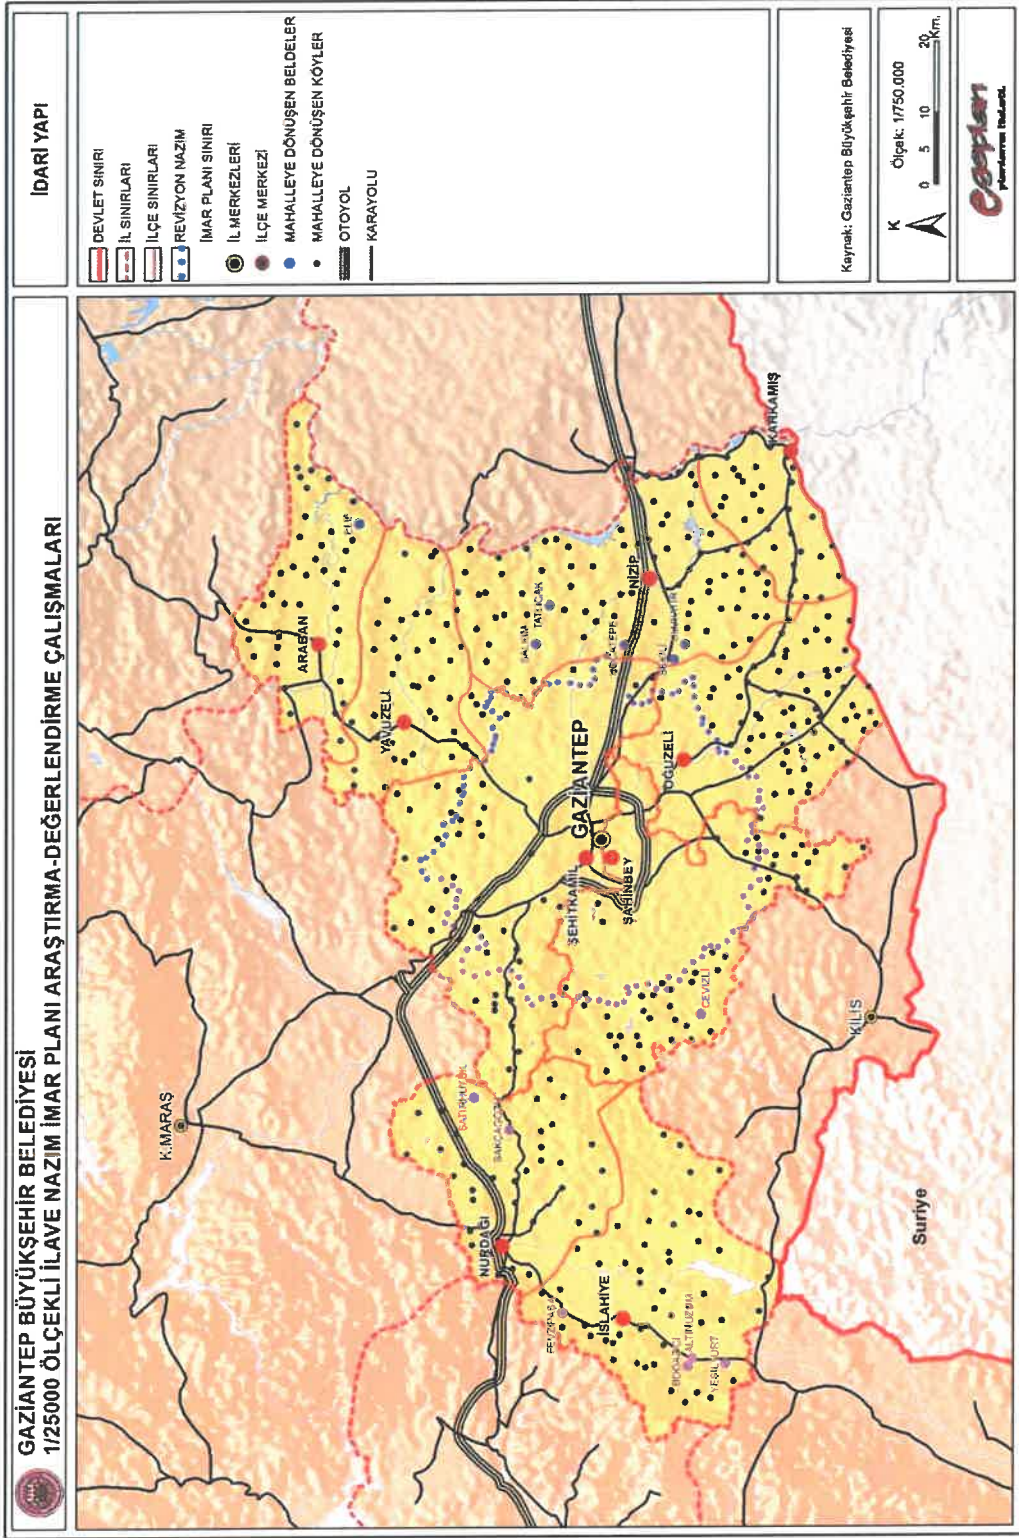 GAZİANTEP BÜYÜKŞEHİR BELEDİYESİ
1/25000 ÖLÇEKLİ İLAVE NAZIM İMAR PLANI ARAŞTIRMA-DEĞERLENDİRME ÇALIŞMALARI
İDARİ YAPI
DEVLET SINIRI
İL SINIRLARI
İLÇE SINIRLARI
REVİZYON NAZIM
İMAR PLANI SINIRI
İL MERKEZLERİ
İLÇE MERKEZİ
MAHALLEYE DÖNÜŞEN BELDELER
MAHALLEYE DÖNÜŞEN KÖYLER
OTOYOL
KARAYOLU
Kaynak: Gaziantep Büyükşehir Belediyesi
K
Ölçek: 1/750.000
0 5 10 20
Km.
K.MARAŞ
ARABAN
YAVUZELİ
ELİF
TATLICAK
NİZİP
KARKAMIŞ
GAZİANTEP
ŞEHİTKAMİL
ŞAHİNBEY
OĞUZELİ
CEVİZLİ
KİLİS
SATIRHÜYÜK
SAKÇAGÖZÜ
NURDAĞI
FEVZİPAŞA
İSLAHİYE
BOĞAZİÇİ
ALTINÜZÜM
YEŞİLYURT
Suriye